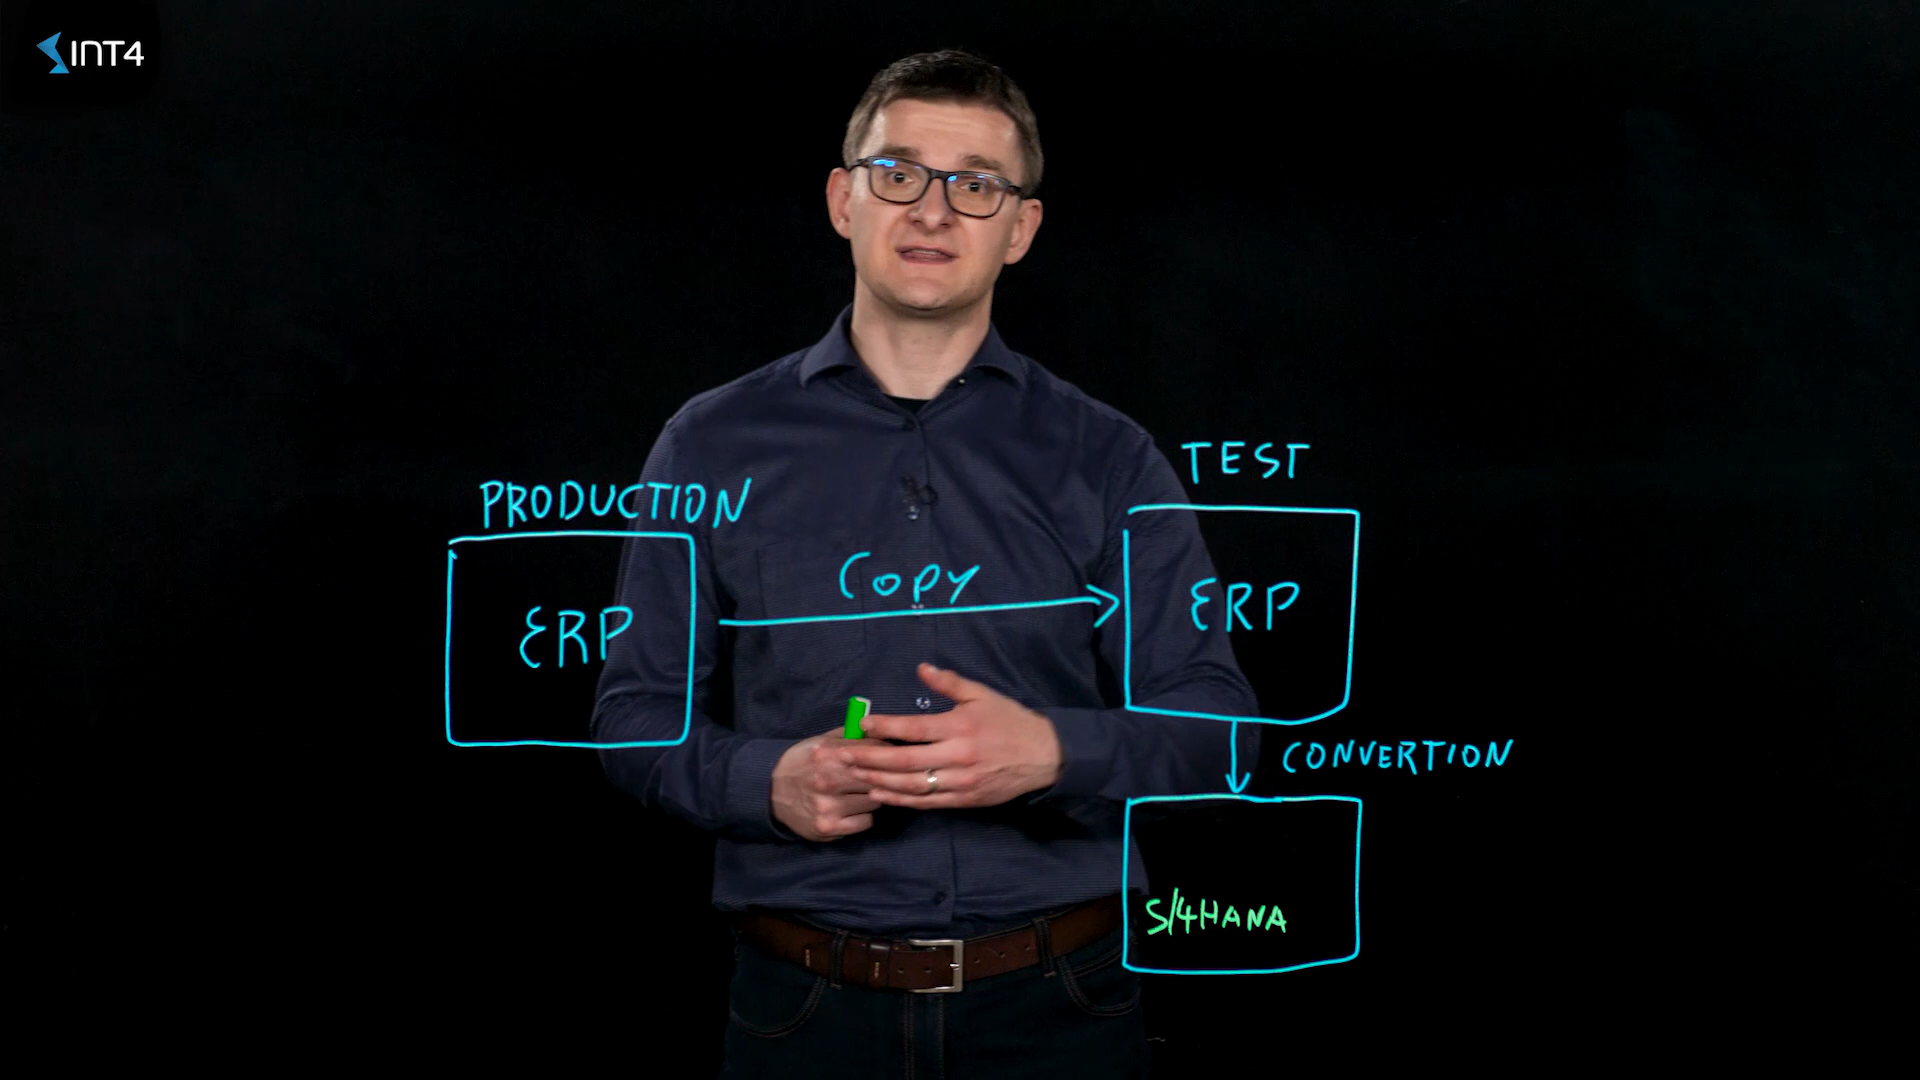 INT4
TEST
PRODUCTION
COPY
ERP
ERP
CONVERTION
S/4HANA